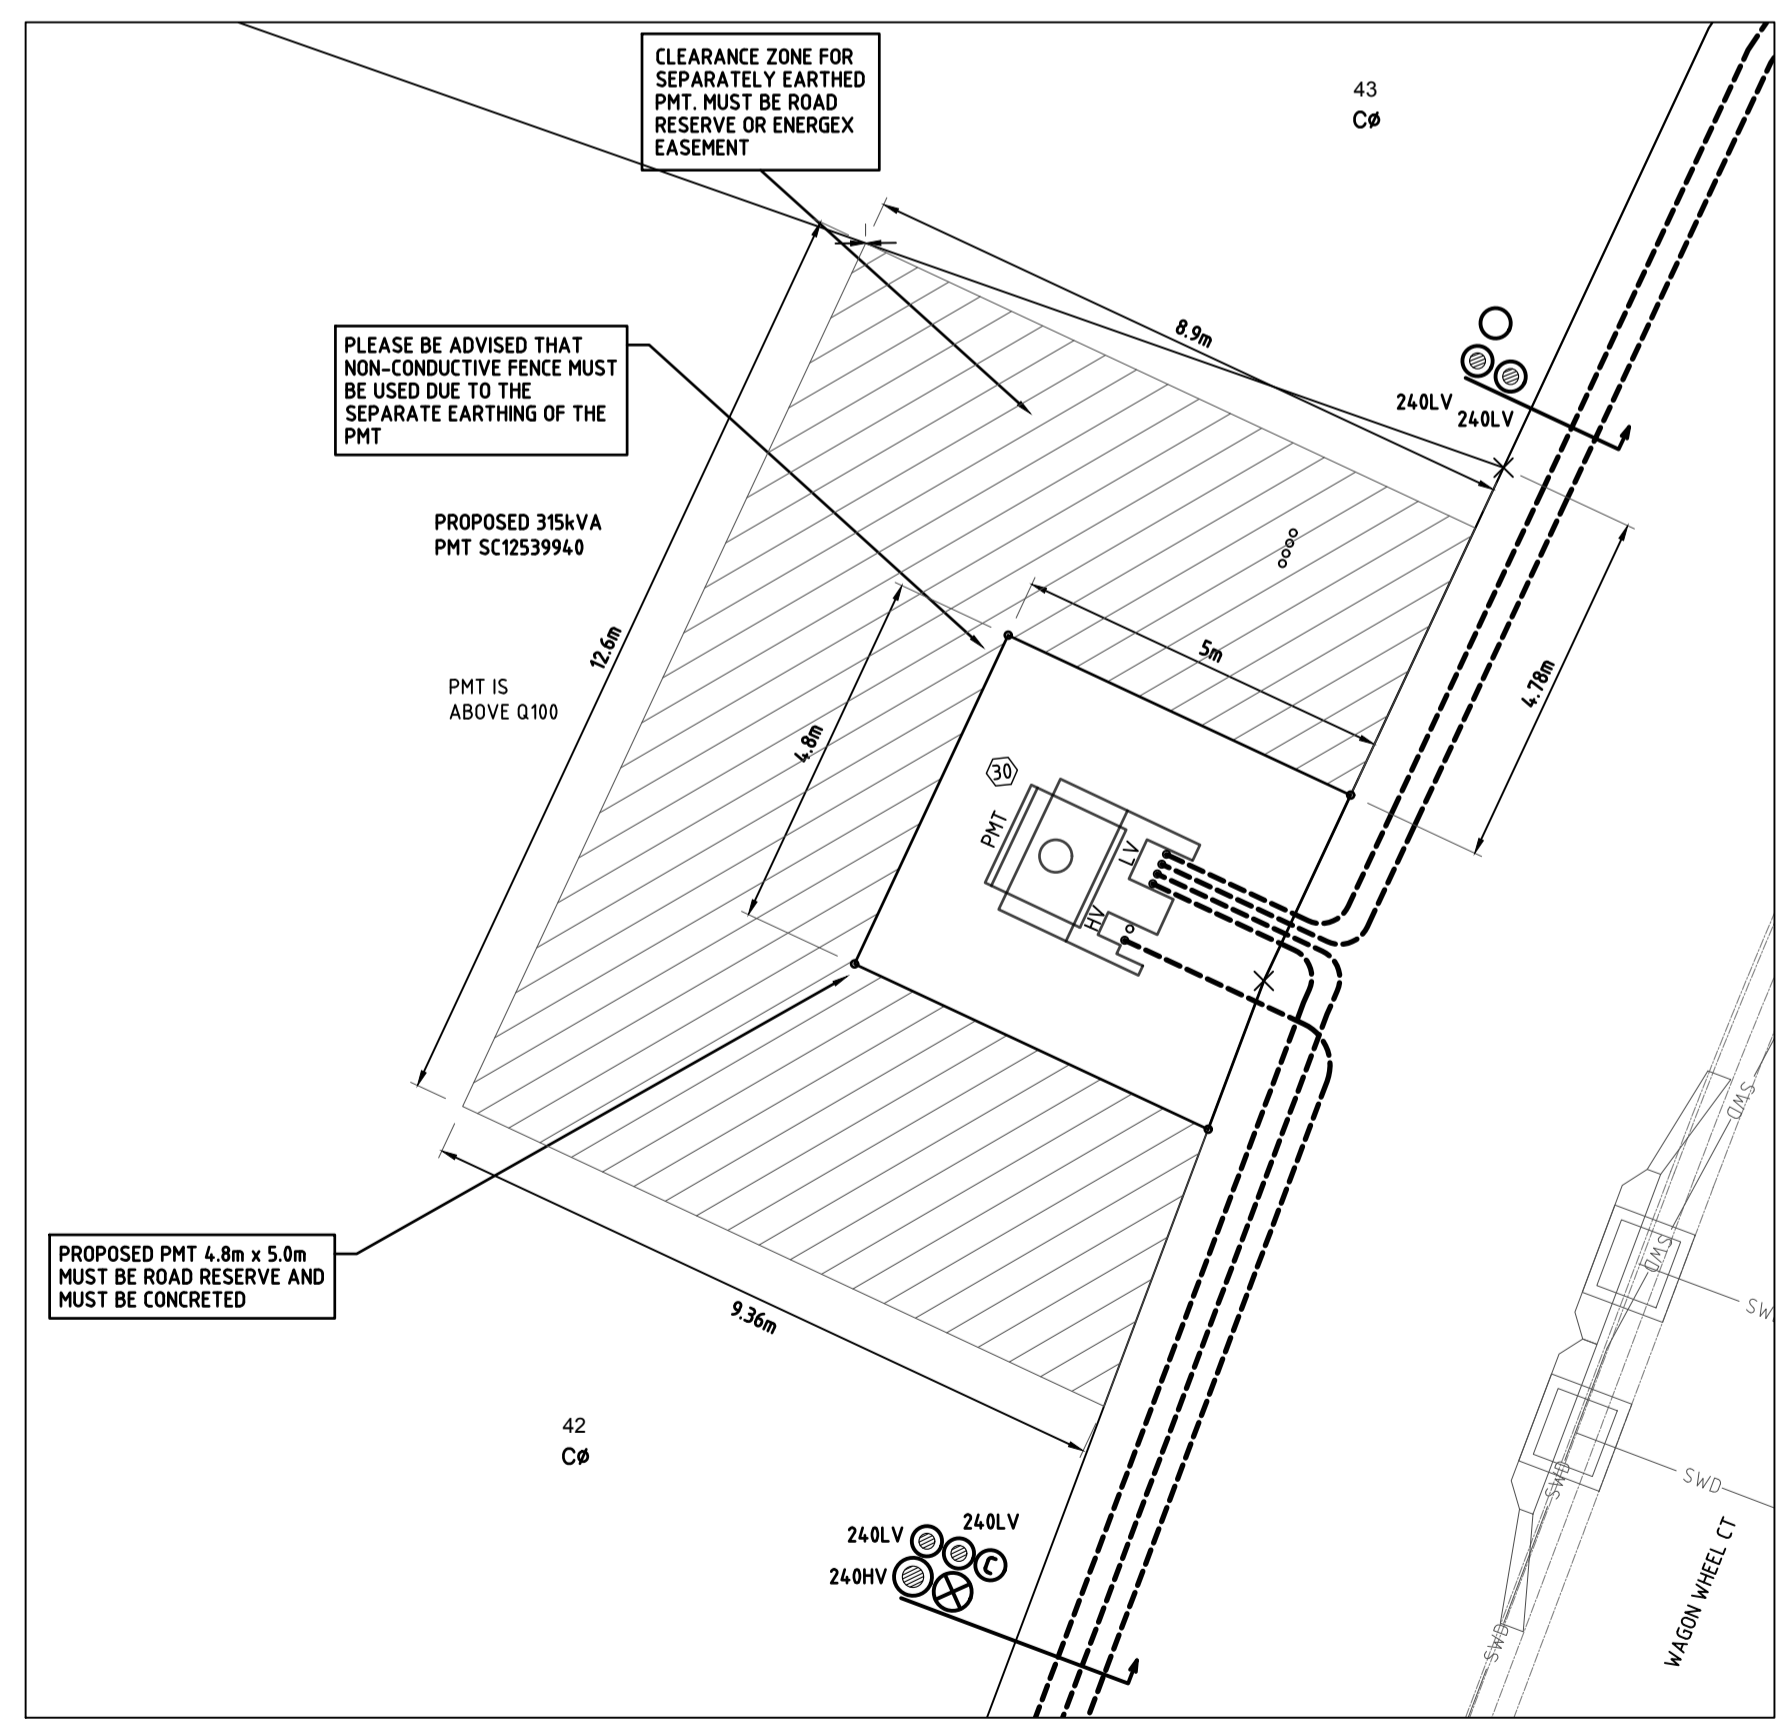 CLEARANCE ZONE FOR
SEPARATELY EARTHED
PMT. MUST BE ROAD
RESERVE OR ENERGEX
EASEMENT
43
CØ
8.9m
PLEASE BE ADVISED THAT
NON-CONDUCTIVE FENCE MUST
BE USED DUE TO THE
SEPARATE EARTHING OF THE
PMT
240LV
240LV
PROPOSED 315kVA
PMT SC12539940
12.6m
5m
4.78m
PMT IS
ABOVE Q100
4.8m
30
PMT
LV
HV
SWD
SWD
SW
PROPOSED PMT 4.8m x 5.0m
MUST BE ROAD RESERVE AND
MUST BE CONCRETED
9.36m
42
CØ
SWD
SWD
240LV
240LV
C
240HV
WAGON WHEEL CT
SWD